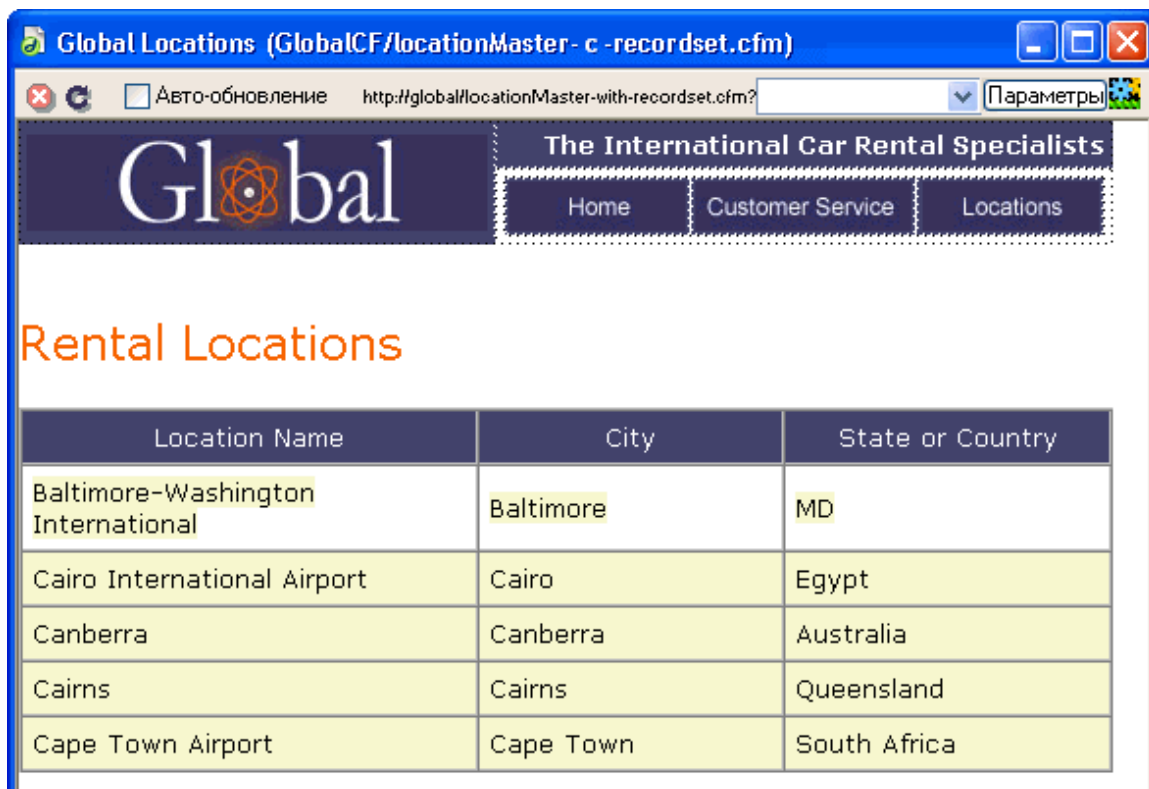 Global Locations (GlobalCF/locationMaster- c -recordset.cfm)
Авто-обновление http://global/locationMaster-with-recordset.cfm? Параметры
Global
The International Car Rental Specialists
Home Customer Service Locations
Rental Locations
Location Name City State or Country
Baltimore-Washington
International Baltimore MD
Cairo International Airport Cairo Egypt
Canberra Canberra Australia
Cairns Cairns Queensland
Cape Town Airport Cape Town South Africa